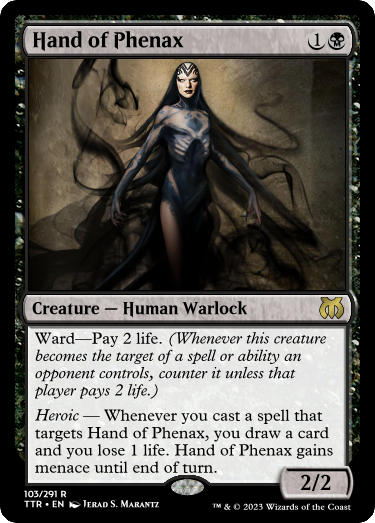 Hand of Phenax 1
Creature — Human Warlock
Ward—Pay 2 life. (Whenever this creature
becomes the target of a spell or ability an
opponent controls, counter it unless that
player pays 2 life.)
Heroic — Whenever you cast a spell that
targets Hand of Phenax, you draw a card
and you lose 1 life. Hand of Phenax gains
menace until end of turn.
2/2
103/291 R
TTR • EN Jerad S. Marantz
™ & © 2023 Wizards of the Coast